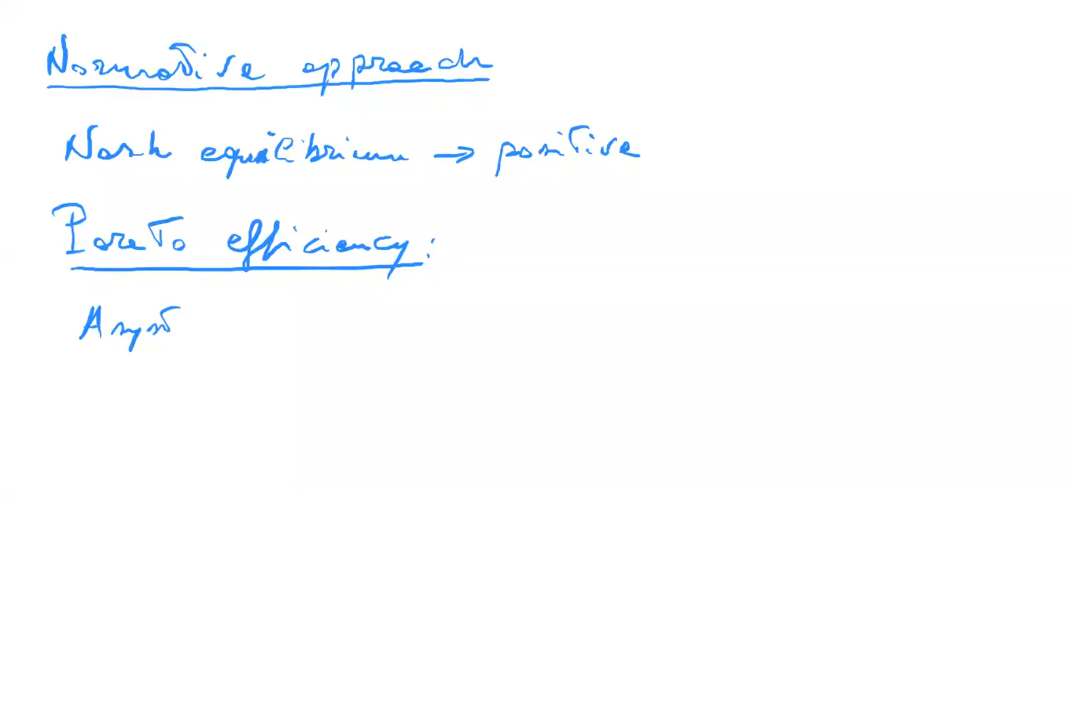 Normative approach
Nash equilibrium → positive
Pareto efficiency:
A